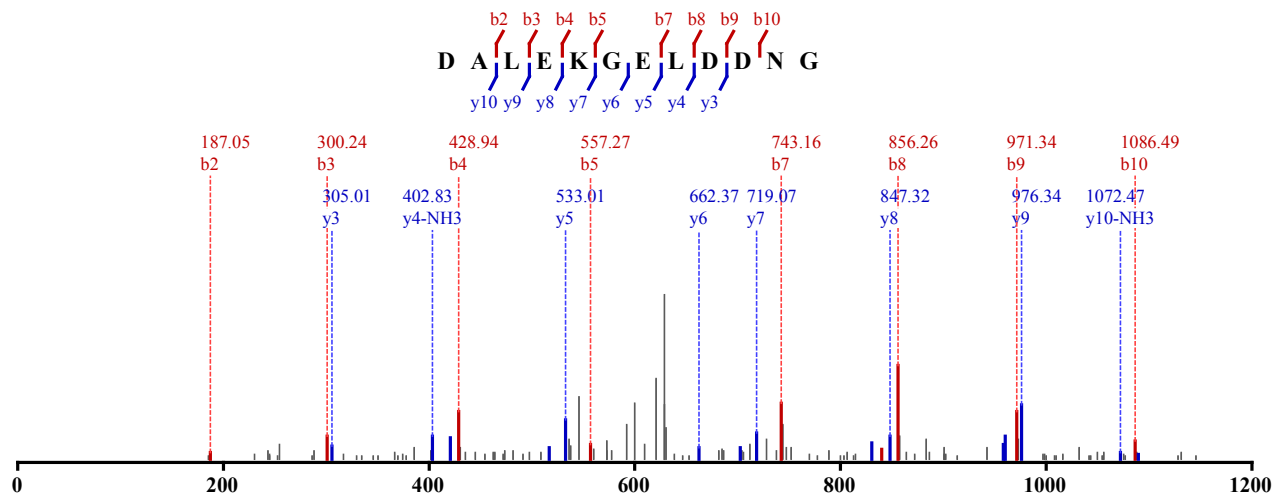 b2 b3 b4 b5 b7 b8 b9 b10
D A L E K G E L D D N G
y10 y9 y8 y7 y6 y5 y4 y3
187.05 300.24 428.94 557.27 743.16 856.26 971.34 1086.49
b2 b3 b4 b5 b7 b8 b9 b10
305.01 402.83 533.01 662.37 719.07 847.32 976.34 1072.47
y3 y4-NH3 y5 y6 y7 y8 y9 y10-NH3
0 200 400 600 800 1000 1200